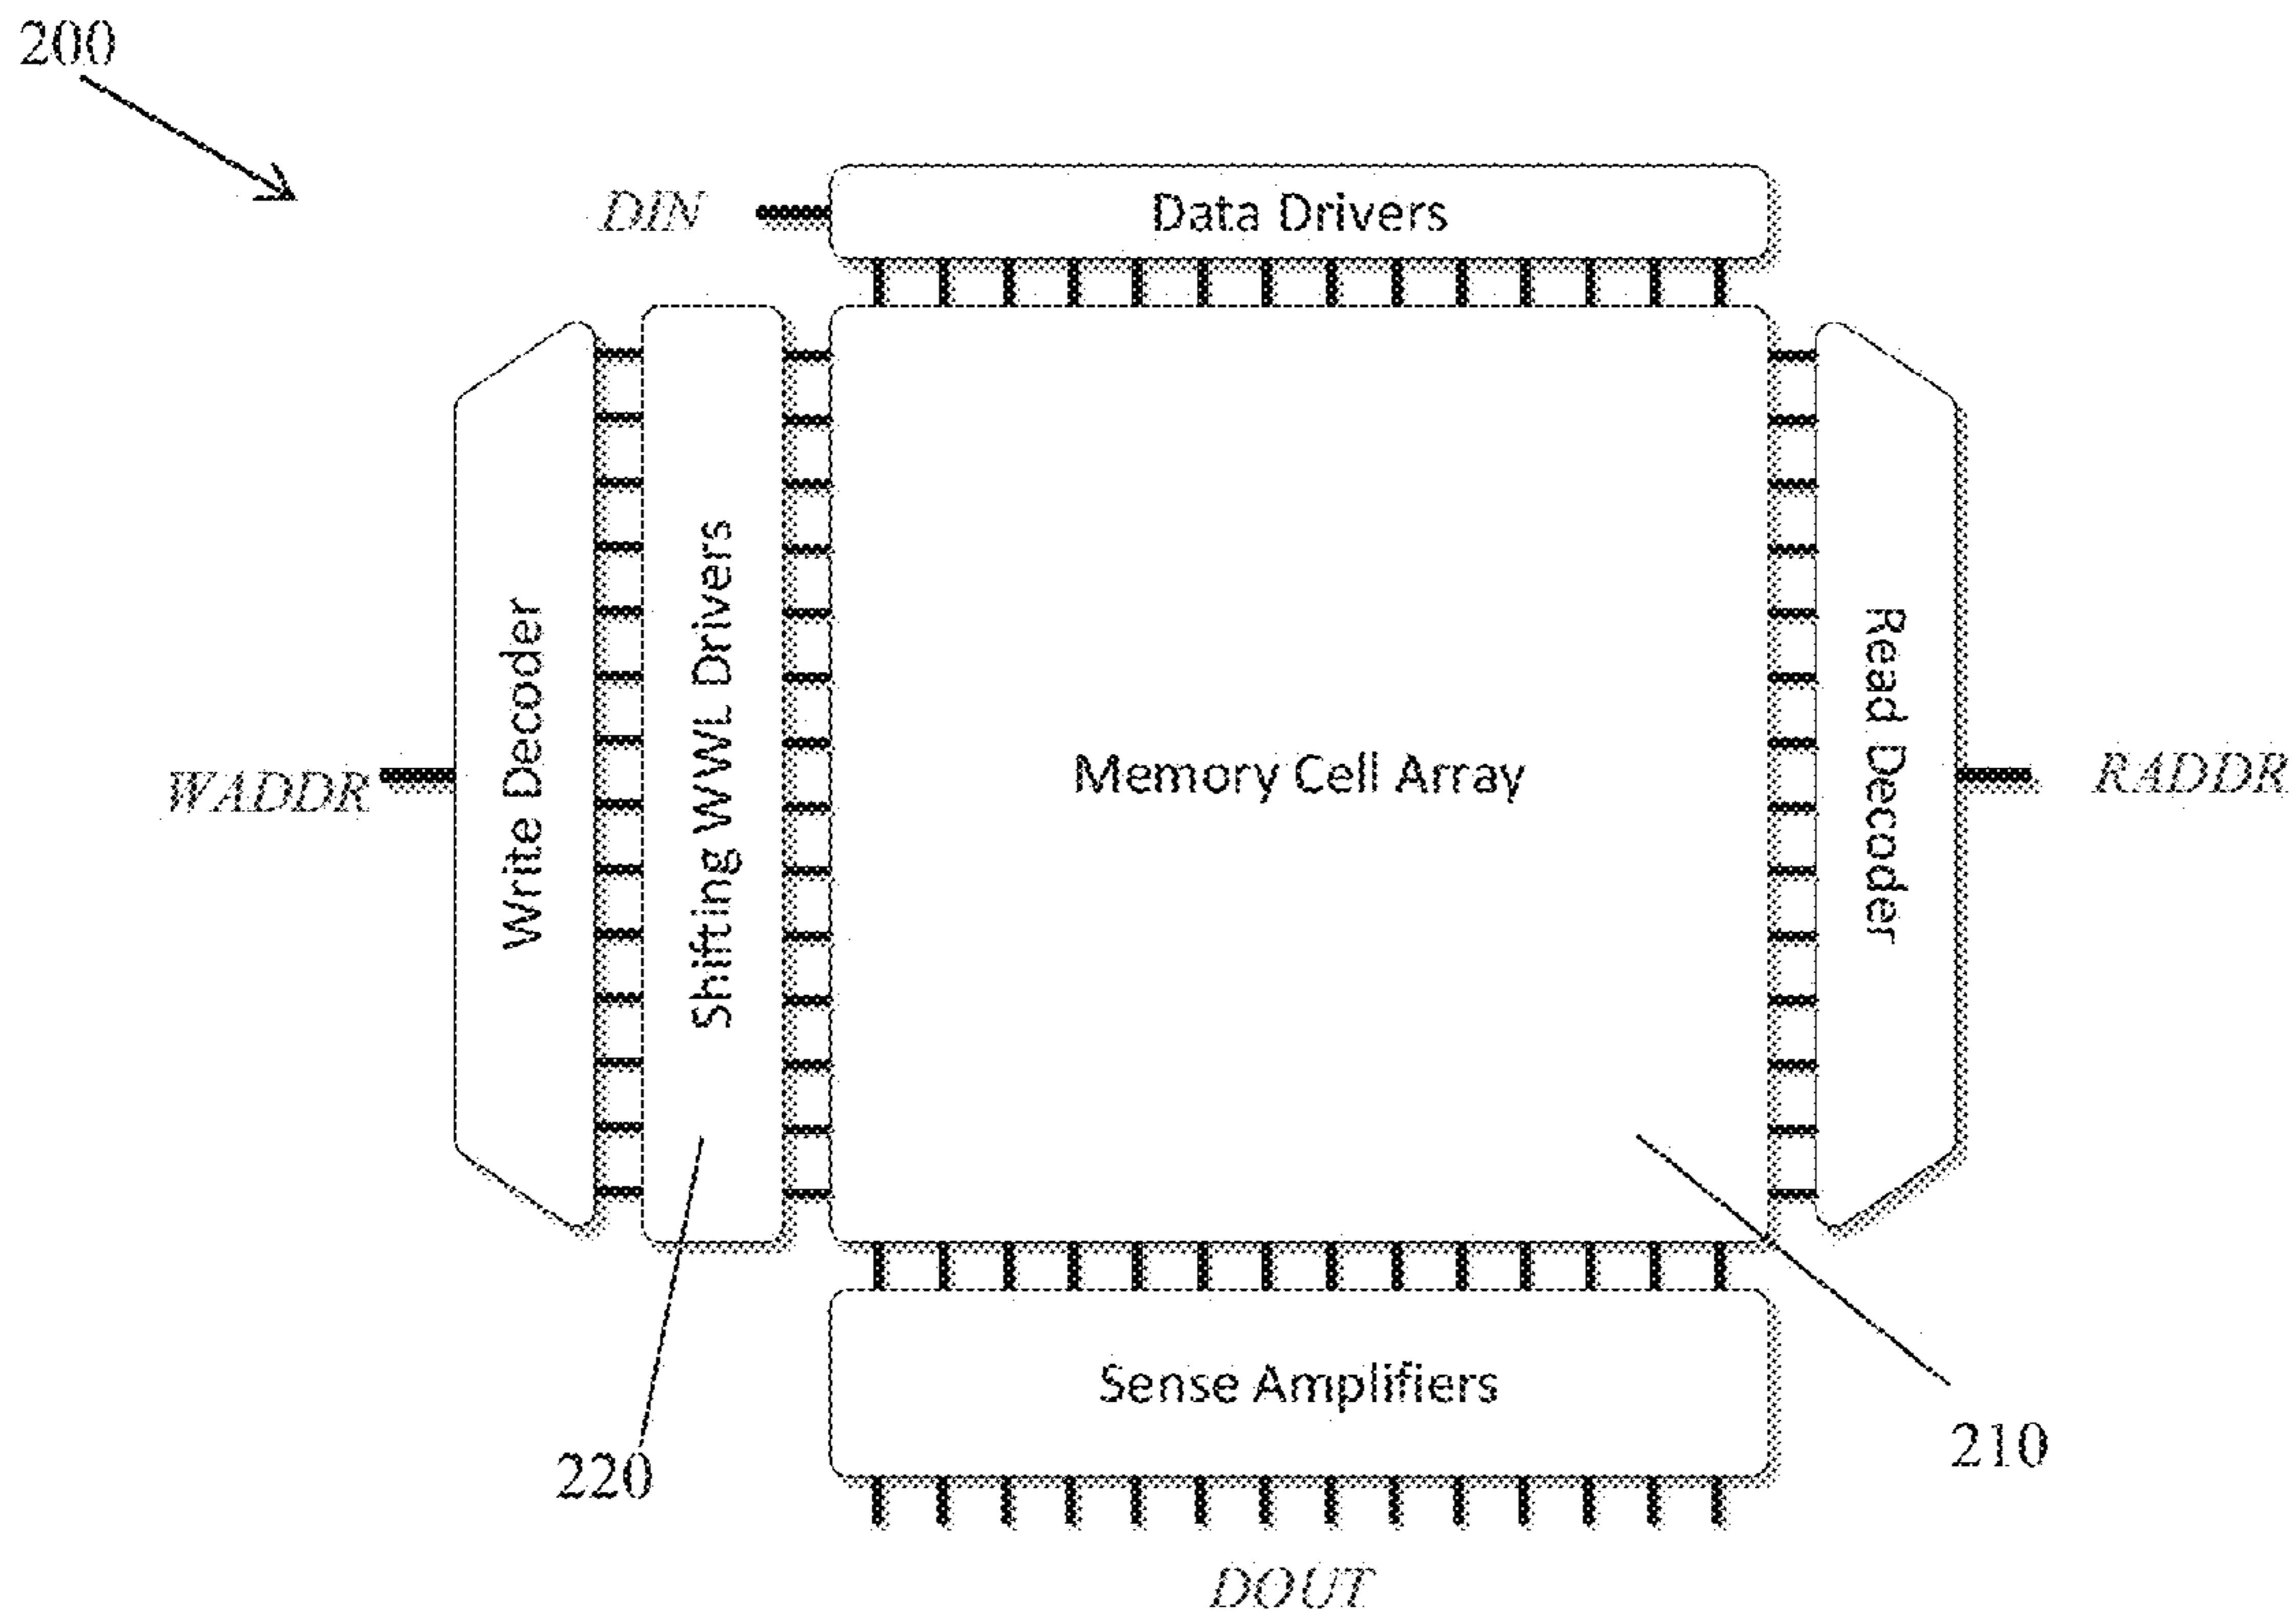 200
DIN
Data Drivers
Write Decoder
Shifting WWL Drivers
Memory Cell Array
Read Decoder
WADDR
RADDR
Sense Amplifiers
220
210
DOUT